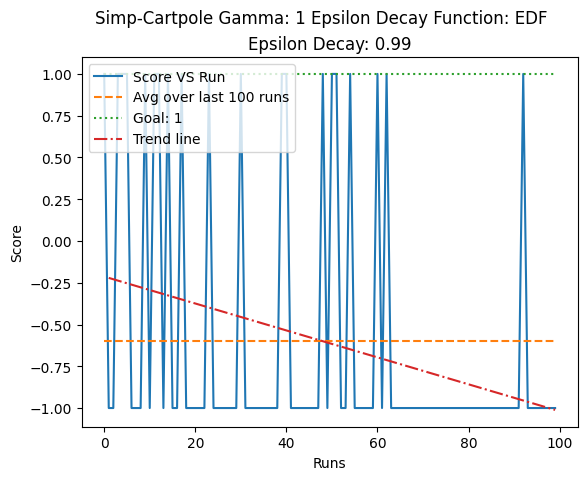 Simp-Cartpole Gamma: 1 Epsilon Decay Function: EDF
Epsilon Decay: 0.99
Score VS Run
Avg over last 100 runs
Goal: 1
Trend line
1.00
0.75
0.50
0.25
0.00
−0.25
−0.50
−0.75
−1.00
Score
0 20 40 60 80 100
Runs